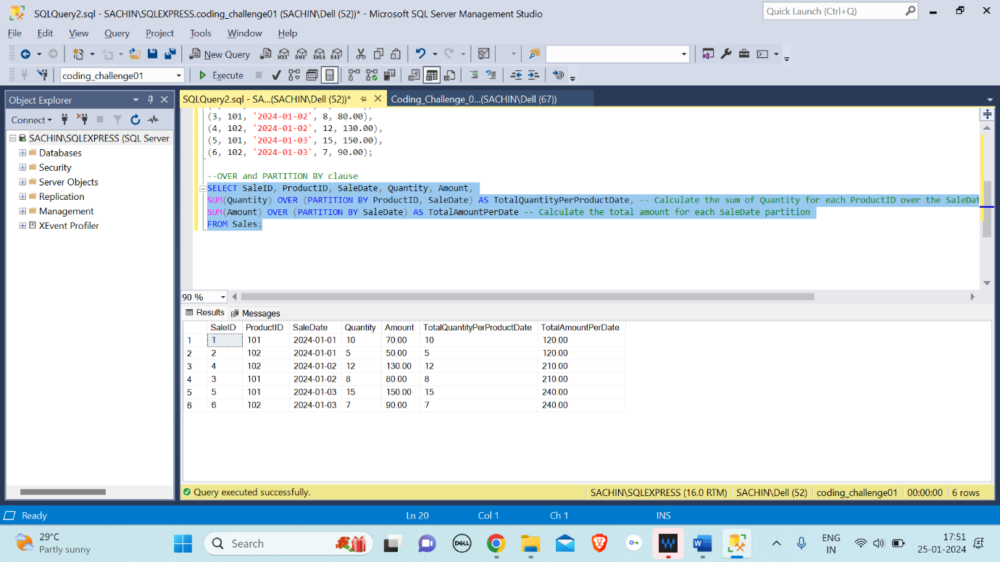 SQLQuery2.sql - SACHIN\SQLEXPRESS.coding_challenge01 (SACHIN\Dell (52))* - Microsoft SQL Server Management Studio
Quick Launch (Ctrl+Q)
File Edit View Query Project Tools Window Help
New Query
MDX DMX XMLA DAX
coding_challenge01
Execute
Object Explorer
SQLQuery2.sql - SA...(SACHIN\Dell (52))*
Coding_Challenge_0...(SACHIN\Dell (67))
Connect
SACHIN\SQLEXPRESS (SQL Server
Databases
Security
Server Objects
Replication
Management
XEvent Profiler
(3, 101, '2024-01-02', 8, 80.00),
(4, 102, '2024-01-02', 12, 130.00),
(5, 101, '2024-01-03', 15, 150.00),
(6, 102, '2024-01-03', 7, 90.00);
--OVER and PARTITION BY clause
SELECT SaleID, ProductID, SaleDate, Quantity, Amount,
SUM(Quantity) OVER (PARTITION BY ProductID, SaleDate) AS TotalQuantityPerProductDate, -- Calculate the sum of Quantity for each ProductID over the SaleDat
SUM(Amount) OVER (PARTITION BY SaleDate) AS TotalAmountPerDate -- Calculate the total amount for each SaleDate partition
FROM Sales;
90 %
Results Messages
SaleID ProductID SaleDate Quantity Amount TotalQuantityPerProductDate TotalAmountPerDate
1 1 101 2024-01-01 10 70.00 10 120.00
2 2 102 2024-01-01 5 50.00 5 120.00
3 4 102 2024-01-02 12 130.00 12 210.00
4 3 101 2024-01-02 8 80.00 8 210.00
5 5 101 2024-01-03 15 150.00 15 240.00
6 6 102 2024-01-03 7 90.00 7 240.00
Query executed successfully.
SACHIN\SQLEXPRESS (16.0 RTM) SACHIN\Dell (52) coding_challenge01 00:00:00 6 rows
Ready Ln 20 Col 1 Ch 1 INS
29°C
Partly sunny
Search
DELL
W
ENG
IN
17:51
25-01-2024